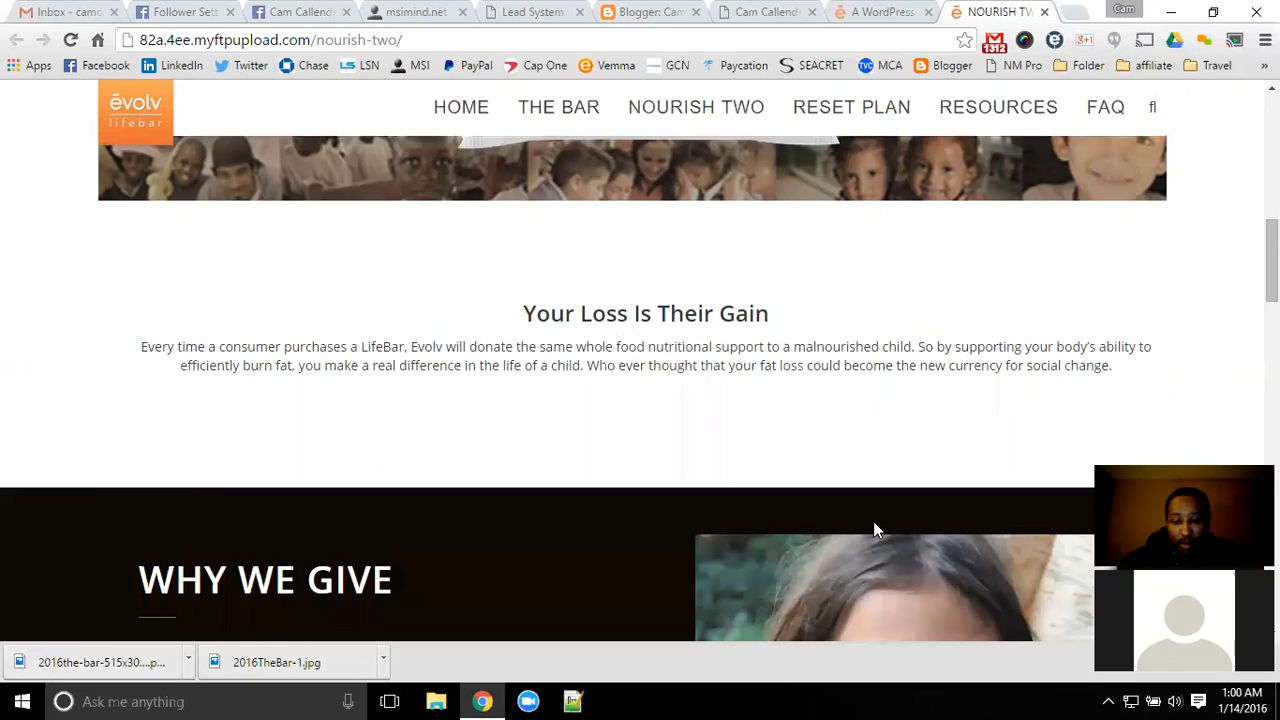 Inbox - camc
Follower Sett
Cam Callende
msimind.net
Lead System
Blogger: Cam
Cam Callende
A WordPress
NOURISH TW
Cam
82a.4ee.myftpupload.com/nourish-two/
1312
Apps Facebook LinkedIn Twitter Chase LSN MSI PayPal Cap One Vemma GCN Paycation SEACRET MCA Blogger NM Pro Folder affiliate Travel »
ēvolv
lifebar
HOME THE BAR NOURISH TWO RESET PLAN RESOURCES FAQ
Your Loss Is Their Gain
Every time a consumer purchases a LifeBar, Evolv will donate the same whole food nutritional support to a malnourished child. So by supporting your body's ability to
efficiently burn fat, you make a real difference in the life of a child. Who ever thought that your fat loss could become the new currency for social change.
WHY WE GIVE
2016the-bar-515x30....p...
2016TheBar-1.jpg
Ask me anything
1:00 AM
1/14/2016